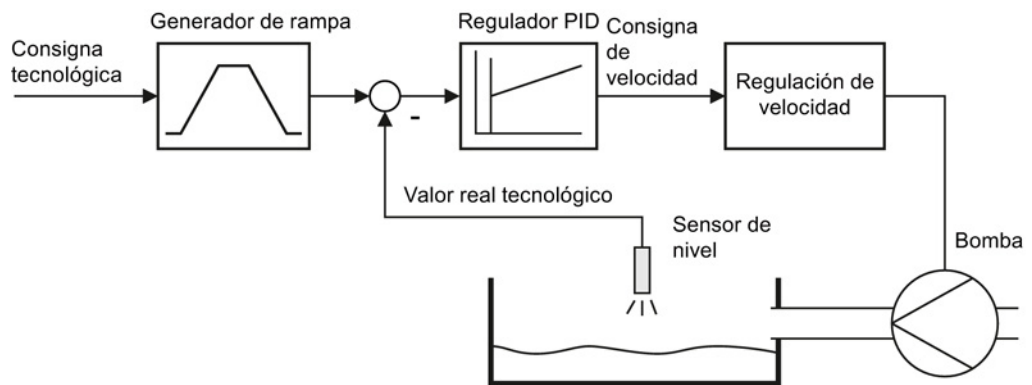 Generador de rampa
Regulador PID
Consigna
tecnológica
Consigna
de
velocidad
Regulación de
velocidad
-
Valor real tecnológico
Sensor de
nivel
Bomba